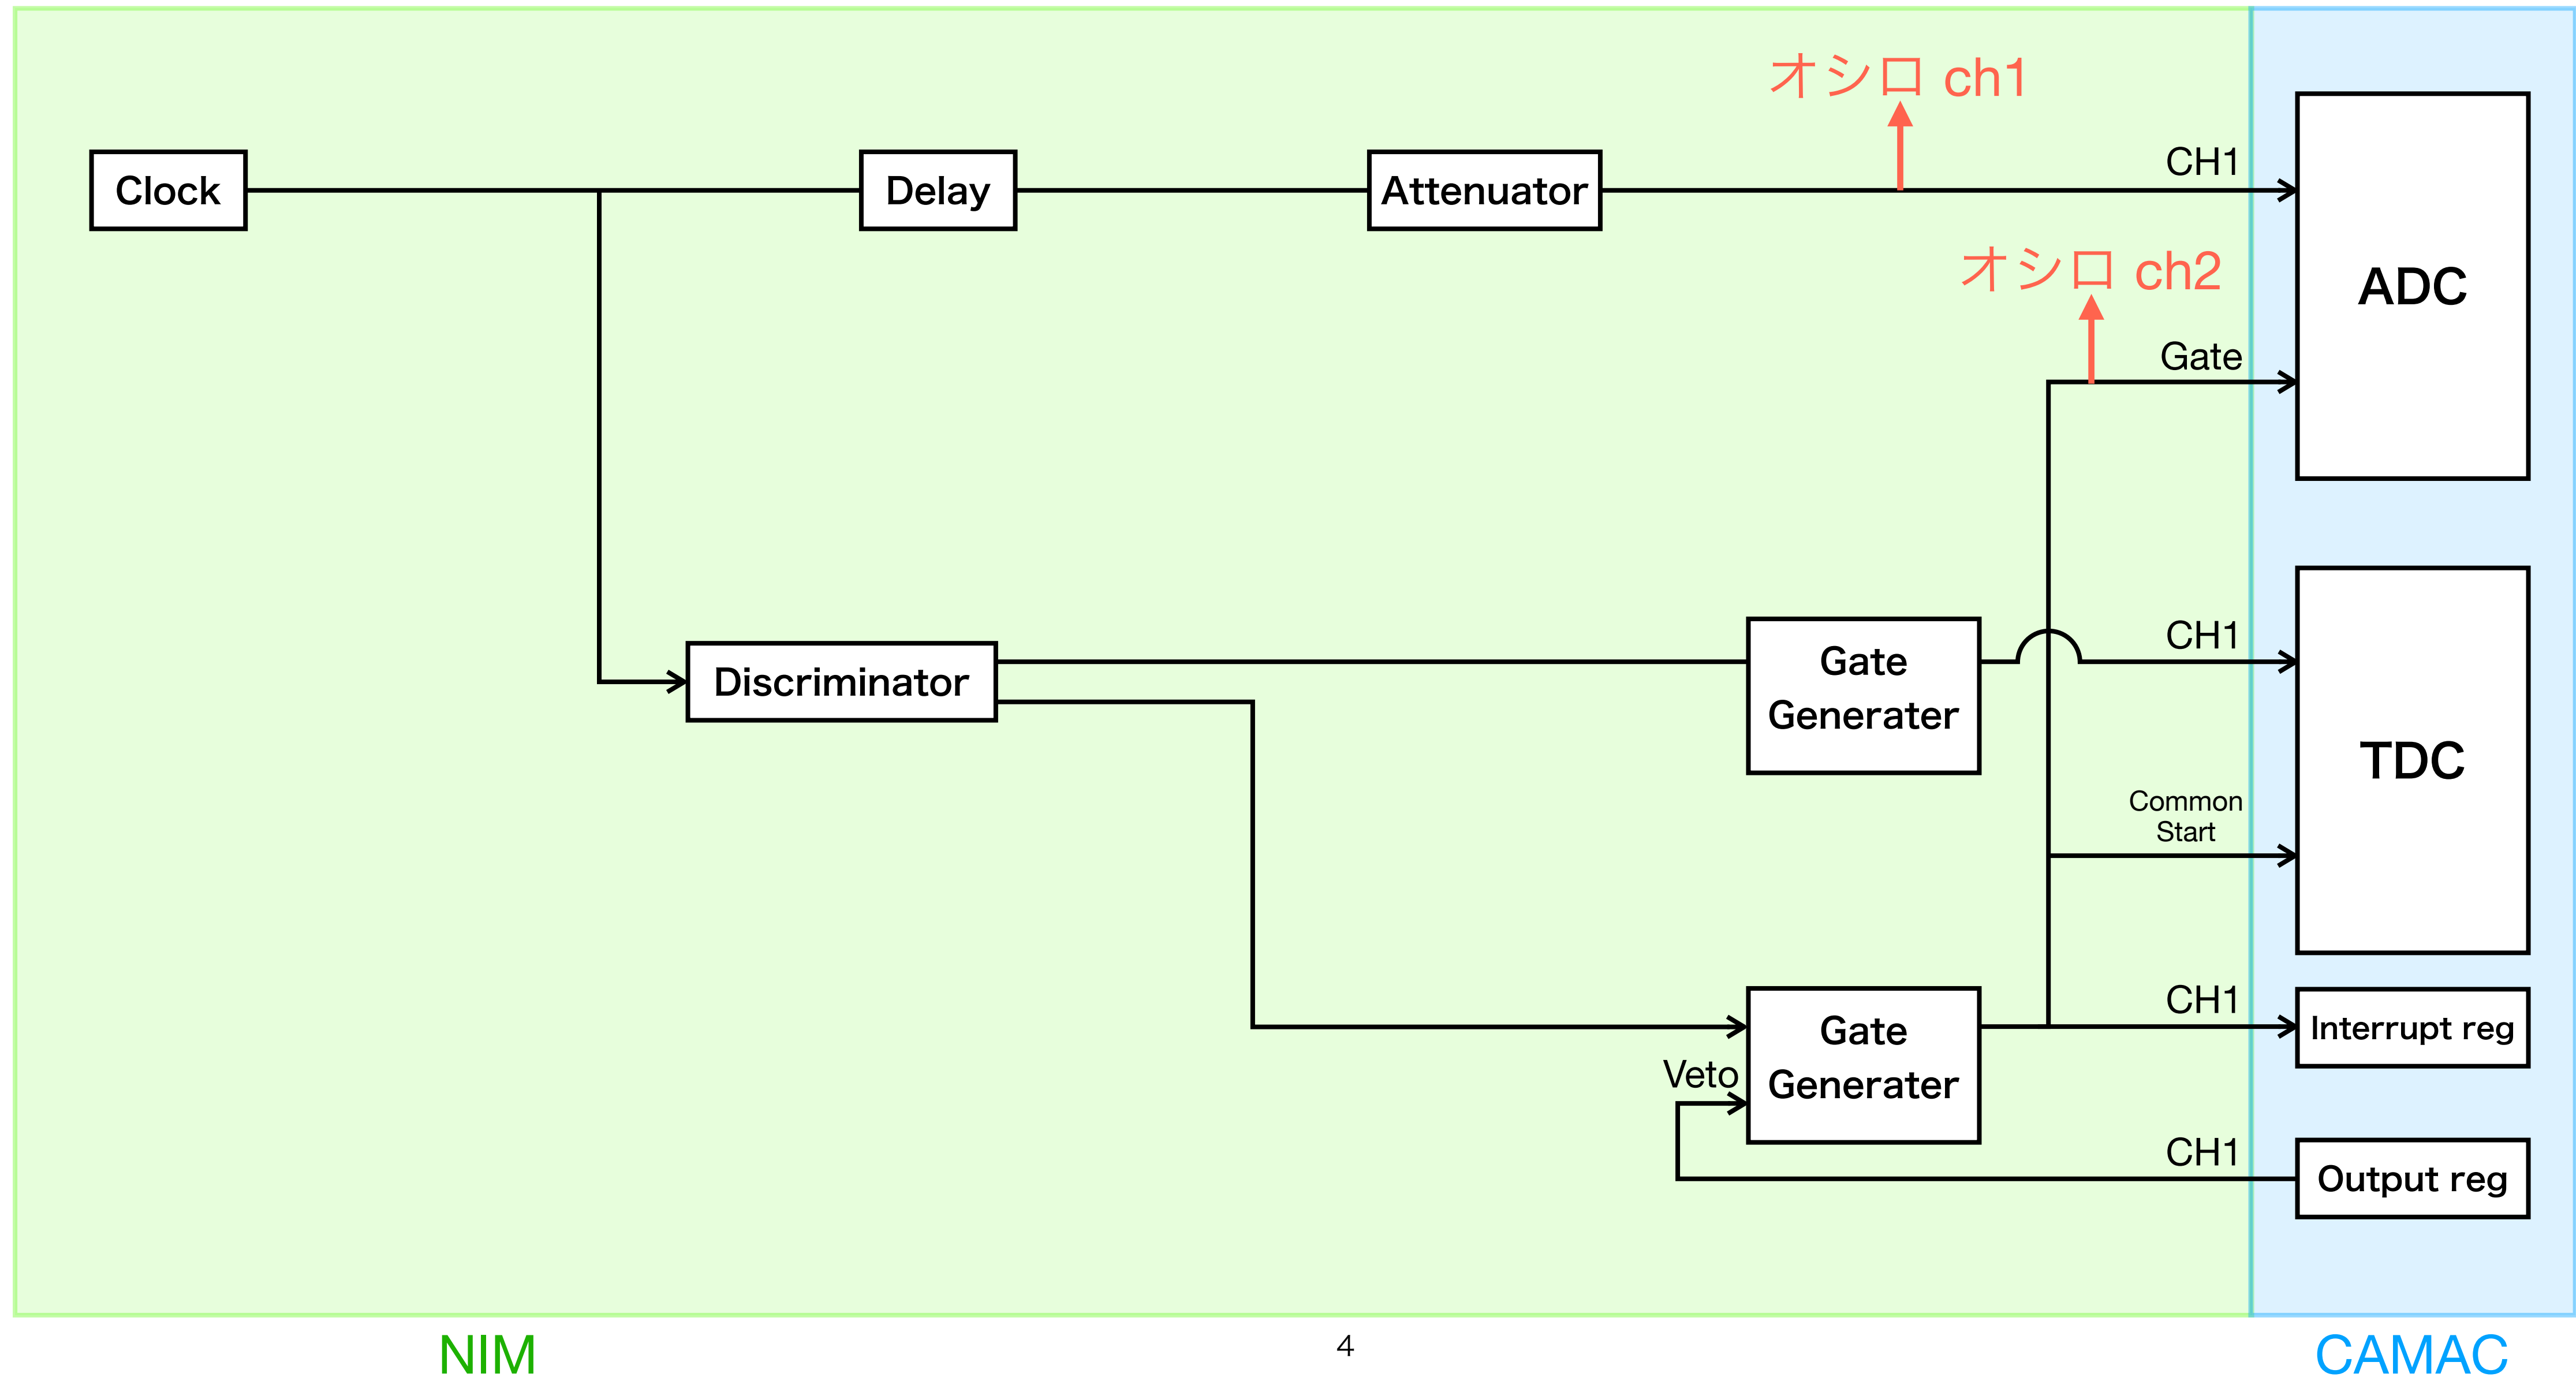 オシロ ch1
Clock
Delay
Attenuator
CH1
オシロ ch2
ADC
Gate
Discriminator
Gate
Generater
CH1
TDC
Common
Start
Gate
Generater
CH1
Interrupt reg
Veto
CH1
Output reg
NIM
4
CAMAC